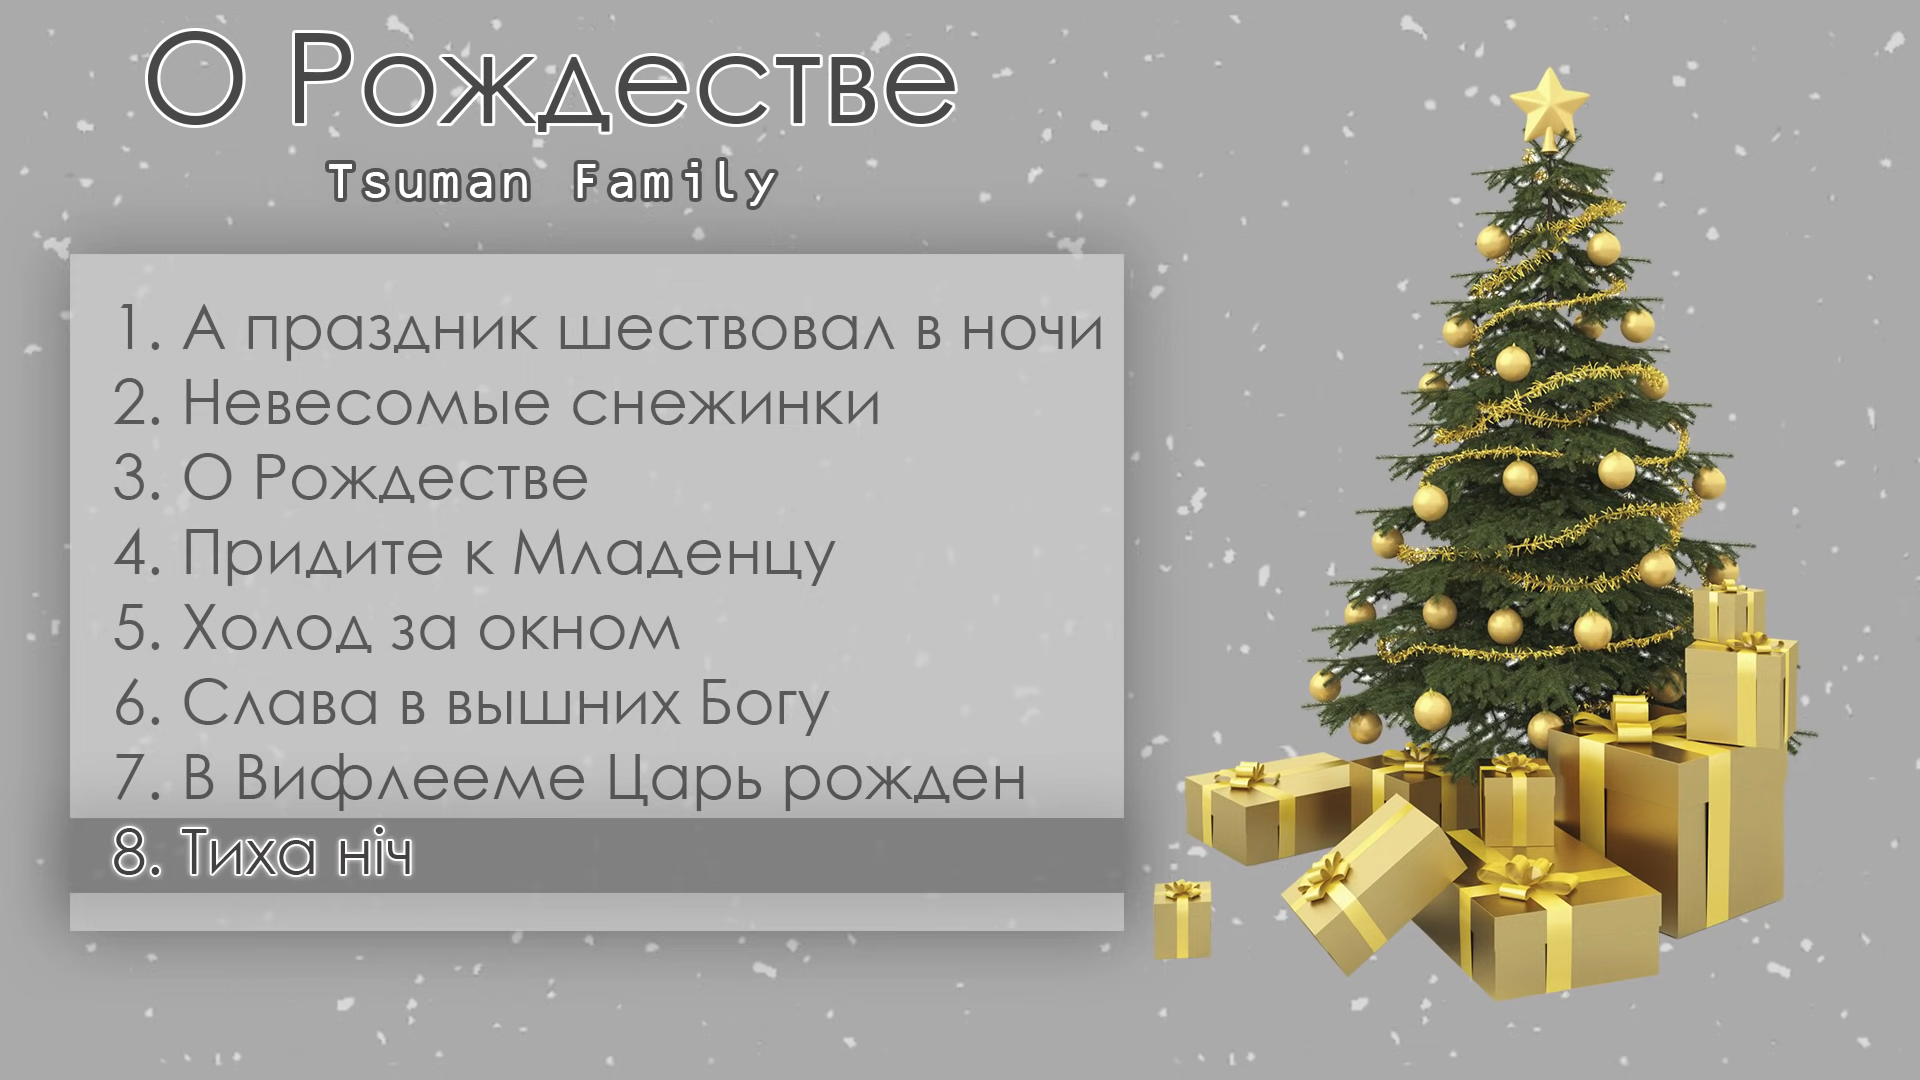 О Рождестве
Tsuman Family
1. А праздник шествовал в ночи
2. Невесомые снежинки
3. О Рождестве
4. Придите к Младенцу
5. Холод за окном
6. Слава в вышних Богу
7. В Вифлееме Царь рожден
8. Тиха ніч